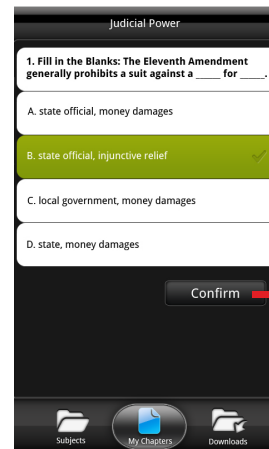 Judicial Power
1. Fill in the Blanks: The Eleventh Amendment
generally prohibits a suit against a _____ for _____.
A. state official, money damages
B. state official, injunctive relief
C. local government, money damages
D. state, money damages
Confirm
Subjects My Chapters Downloads